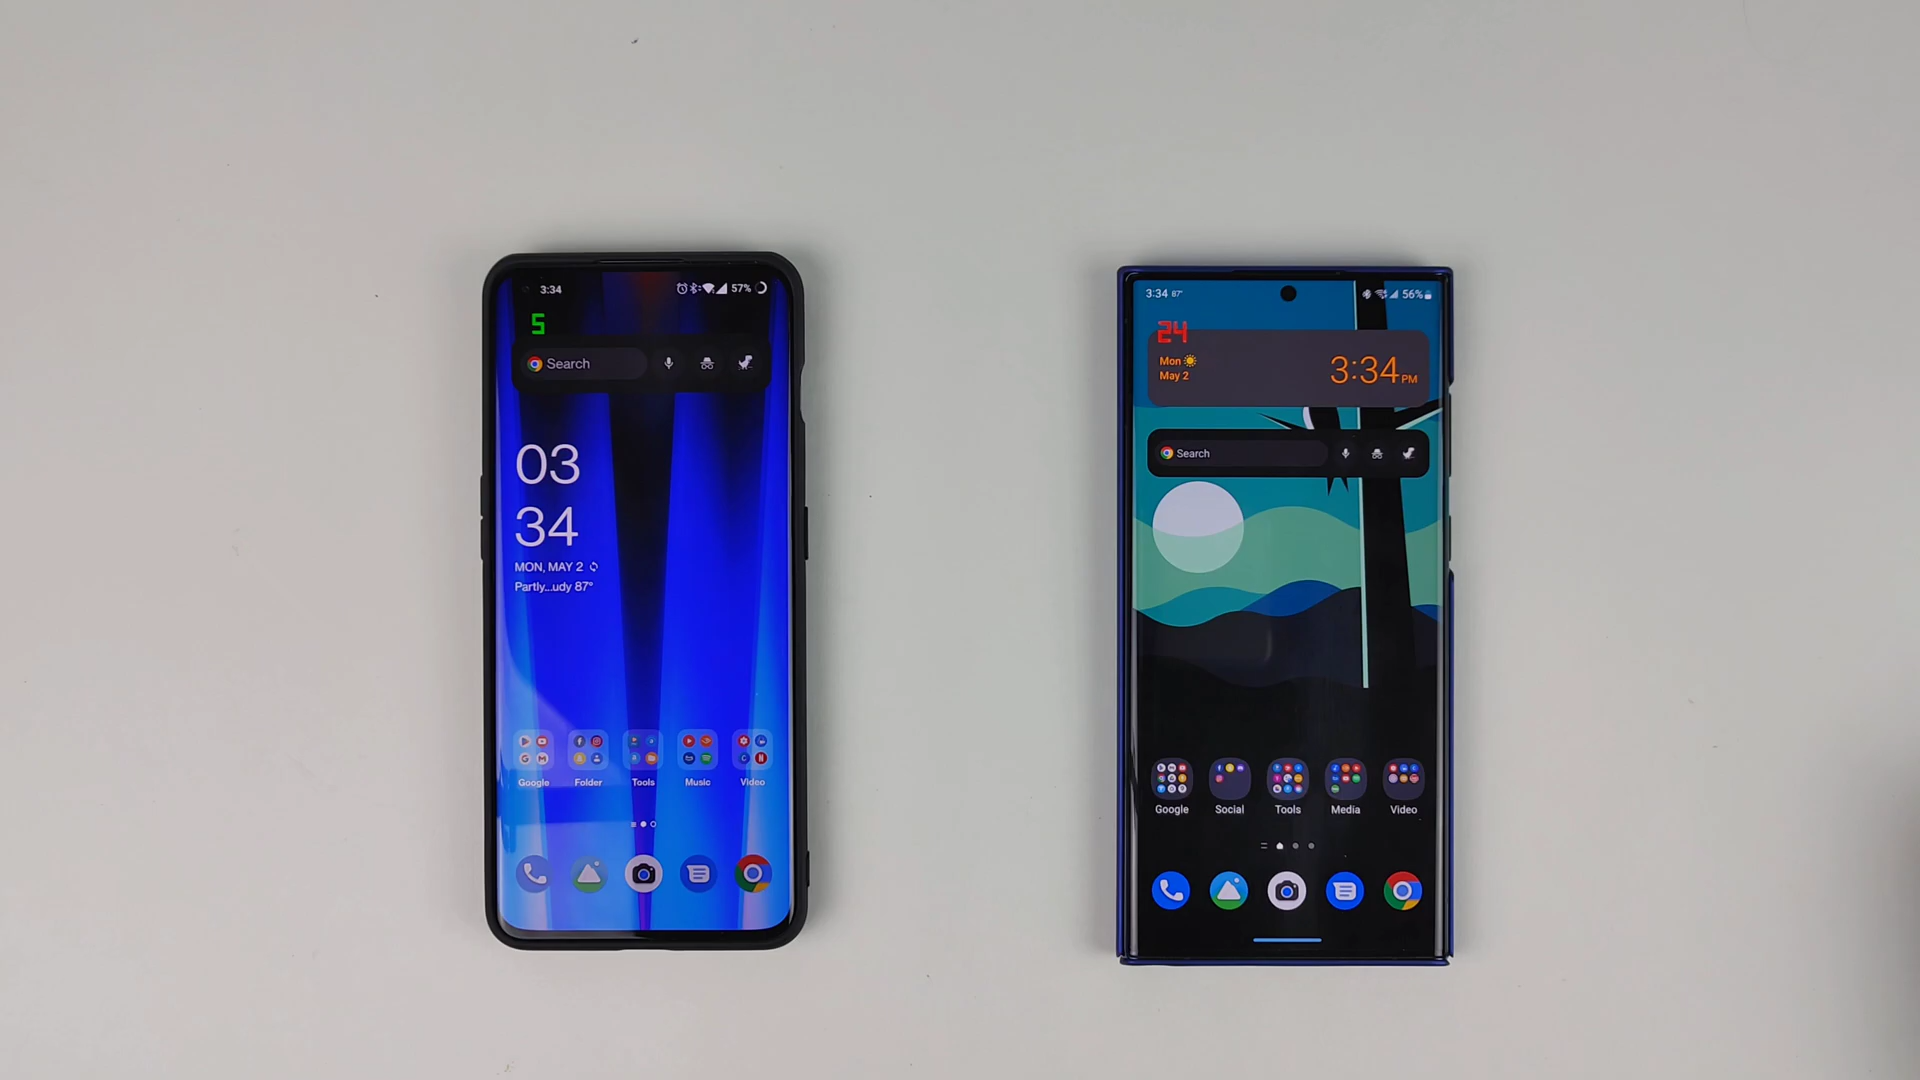 3:34 57%
5
Search
03
34
MON, MAY 2
Partly...udy 87°
Google Folder Tools Music Video
3:34 87° 56%
24
Mon
May 2
3:34 PM
Search
Google Social Tools Media Video